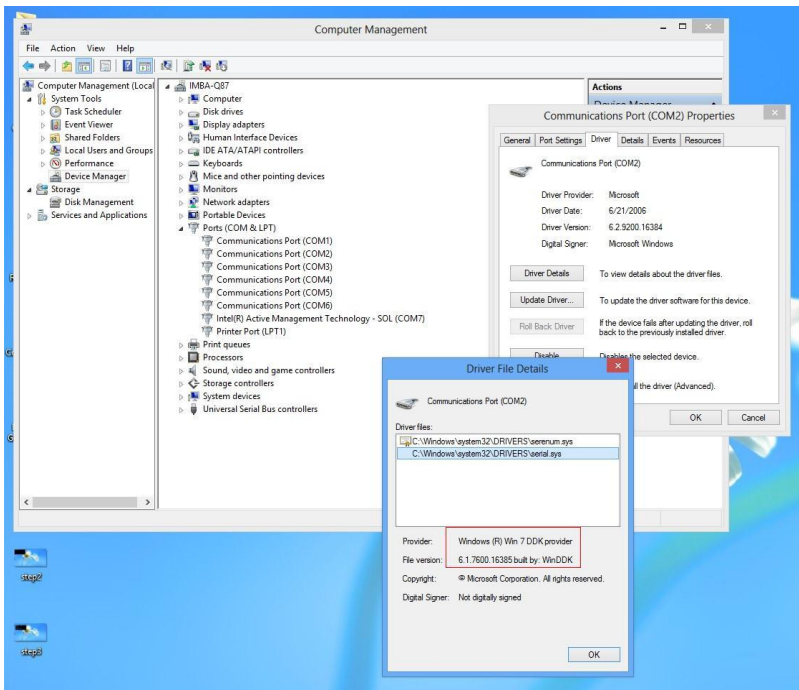 Computer Management
File Action View Help
Computer Management (Local
System Tools
Task Scheduler
Event Viewer
Shared Folders
Local Users and Groups
Performance
Device Manager
Storage
Disk Management
Services and Applications
IMBA-Q87
Computer
Disk drives
Display adapters
Human Interface Devices
IDE ATA/ATAPI controllers
Keyboards
Mice and other pointing devices
Monitors
Network adapters
Portable Devices
Ports (COM & LPT)
Communications Port (COM1)
Communications Port (COM2)
Communications Port (COM3)
Communications Port (COM4)
Communications Port (COM5)
Communications Port (COM6)
Intel(R) Active Management Technology - SOL (COM7)
Printer Port (LPT1)
Print queues
Processors
Sound, video and game controllers
Storage controllers
System devices
Universal Serial Bus controllers
Actions
Device Manager
Communications Port (COM2) Properties
General Port Settings Driver Details Events Resources
Communications Port (COM2)
Driver Provider: Microsoft
Driver Date: 6/21/2006
Driver Version: 6.2.9200.16384
Digital Signer: Microsoft Windows
Driver Details To view details about the driver files.
Update Driver... To update the driver software for this device.
Roll Back Driver If the device fails after updating the driver, roll
back to the previously installed driver.
Disable Disables the selected device.
the driver (Advanced).
OK Cancel
Driver File Details
Communications Port (COM2)
Driver files:
C:\Windows\system32\DRIVERS\serenum.sys
C:\Windows\system32\DRIVERS\serial.sys
Provider: Windows (R) Win 7 DDK provider
File version: 6.1.7600.16385 built by: WinDDK
Copyright: © Microsoft Corporation. All rights reserved.
Digital Signer: Not digitally signed
OK
step2
step3